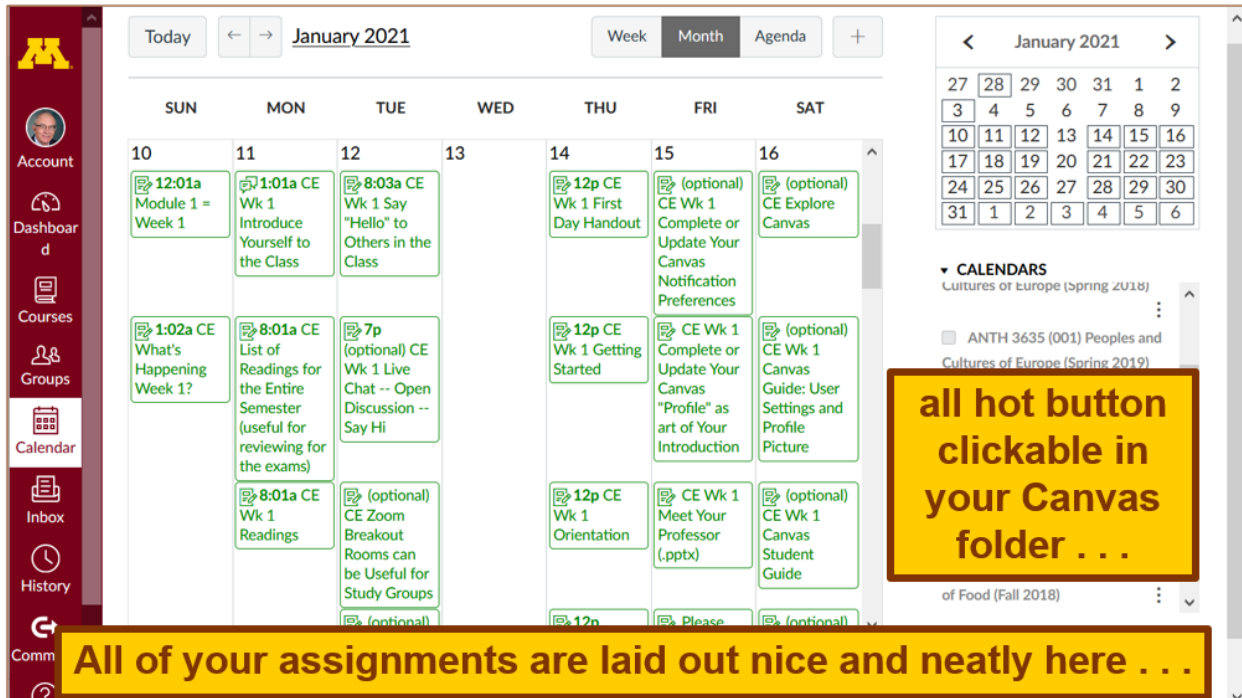 Today
← → January 2021
Week Month Agenda +
SUN MON TUE WED THU FRI SAT
10 11 12 13 14 15 16
12:01a
Module 1 =
Week 1
1:01a CE
Wk 1
Introduce
Yourself to
the Class
8:03a CE
Wk 1 Say
"Hello" to
Others in the
Class
12p CE
Wk 1 First
Day Handout
(optional)
CE Wk 1
Complete or
Update Your
Canvas
Notification
Preferences
(optional)
CE Explore
Canvas
1:02a CE
What's
Happening
Week 1?
8:01a CE
List of
Readings for
the Entire
Semester
(useful for
reviewing for
the exams)
7p
(optional) CE
Wk 1 Live
Chat -- Open
Discussion --
Say Hi
12p CE
Wk 1 Getting
Started
CE Wk 1
Complete or
Update Your
Canvas
"Profile" as
art of Your
Introduction
(optional)
CE Wk 1
Canvas
Guide: User
Settings and
Profile
Picture
8:01a CE
Wk 1
Readings
(optional)
CE Zoom
Breakout
Rooms can
be Useful for
Study Groups
12p CE
Wk 1
Orientation
CE Wk 1
Meet Your
Professor
(.pptx)
(optional)
CE Wk 1
Canvas
Student
Guide
(optional)
12p
Please
(optional)
M
Account
Dashboar
d
Courses
Groups
Calendar
Inbox
History
Comm
< January 2021 >
27 28 29 30 31 1 2
3 4 5 6 7 8 9
10 11 12 13 14 15 16
17 18 19 20 21 22 23
24 25 26 27 28 29 30
31 1 2 3 4 5 6
CALENDARS
Cultures of Europe (Spring 2018)
ANTH 3635 (001) Peoples and
Cultures of Europe (Spring 2019)
all hot button
clickable in
your Canvas
folder . . .
of Food (Fall 2018)
All of your assignments are laid out nice and neatly here . . .